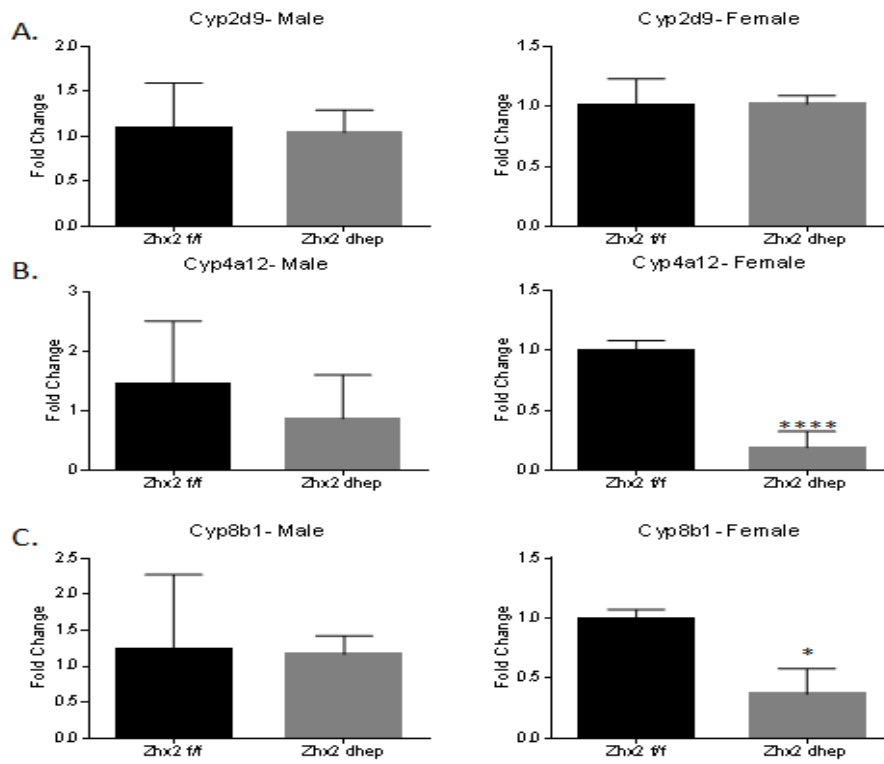 A.
Cyp2d9- Male
Fold Change
2.0
1.5
1.0
0.5
0.0
Zhx2 f/f Zhx2 dhep
Cyp2d9- Female
Fold Change
1.5
1.0
0.5
0.0
Zhx2 f/f Zhx2 dhep
B.
Cyp4a12- Male
Fold Change
3
2
1
0
Zhx2 f/f Zhx2 dhep
Cyp4a12- Female
Fold Change
1.5
1.0
0.5
0.0
****
Zhx2 f/f Zhx2 dhep
C.
Cyp8b1- Male
Fold Change
2.5
2.0
1.5
1.0
0.5
0.0
Zhx2 f/f Zhx2 dhep
Cyp8b1- Female
Fold Change
1.5
1.0
0.5
0.0
*
Zhx2 f/f Zhx2 dhep